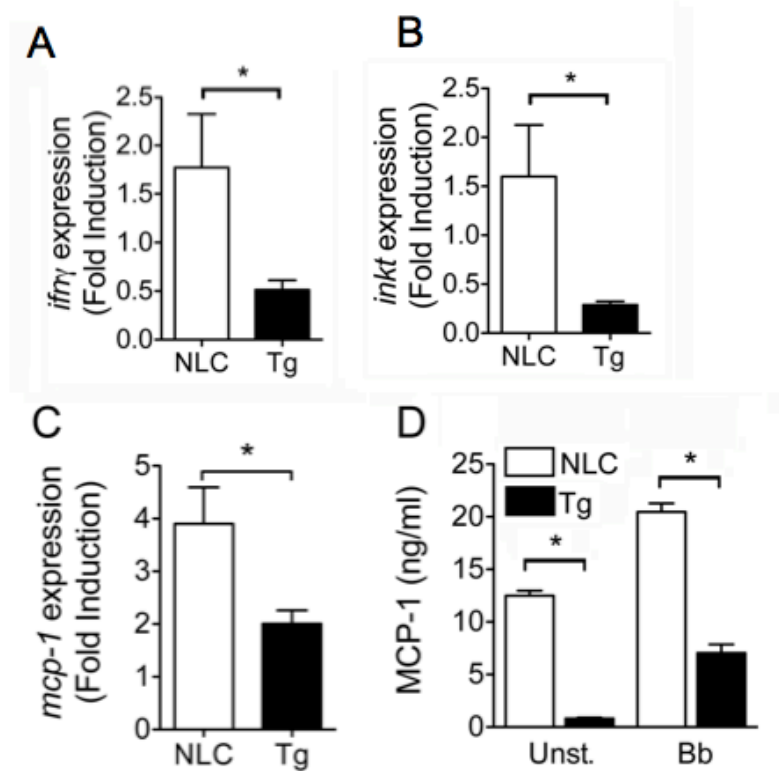 A
*
ifnγ expression
(Fold Induction)
2.5
2.0
1.5
1.0
0.5
0.0
NLC Tg
B
*
inkt expression
(Fold Induction)
2.5
2.0
1.5
1.0
0.5
0.0
NLC Tg
C
*
mcp-1 expression
(Fold Induction)
5
4
3
2
1
0
NLC Tg
D
NLC
Tg
*
*
MCP-1 (ng/ml)
25
20
15
10
5
0
Unst. Bb